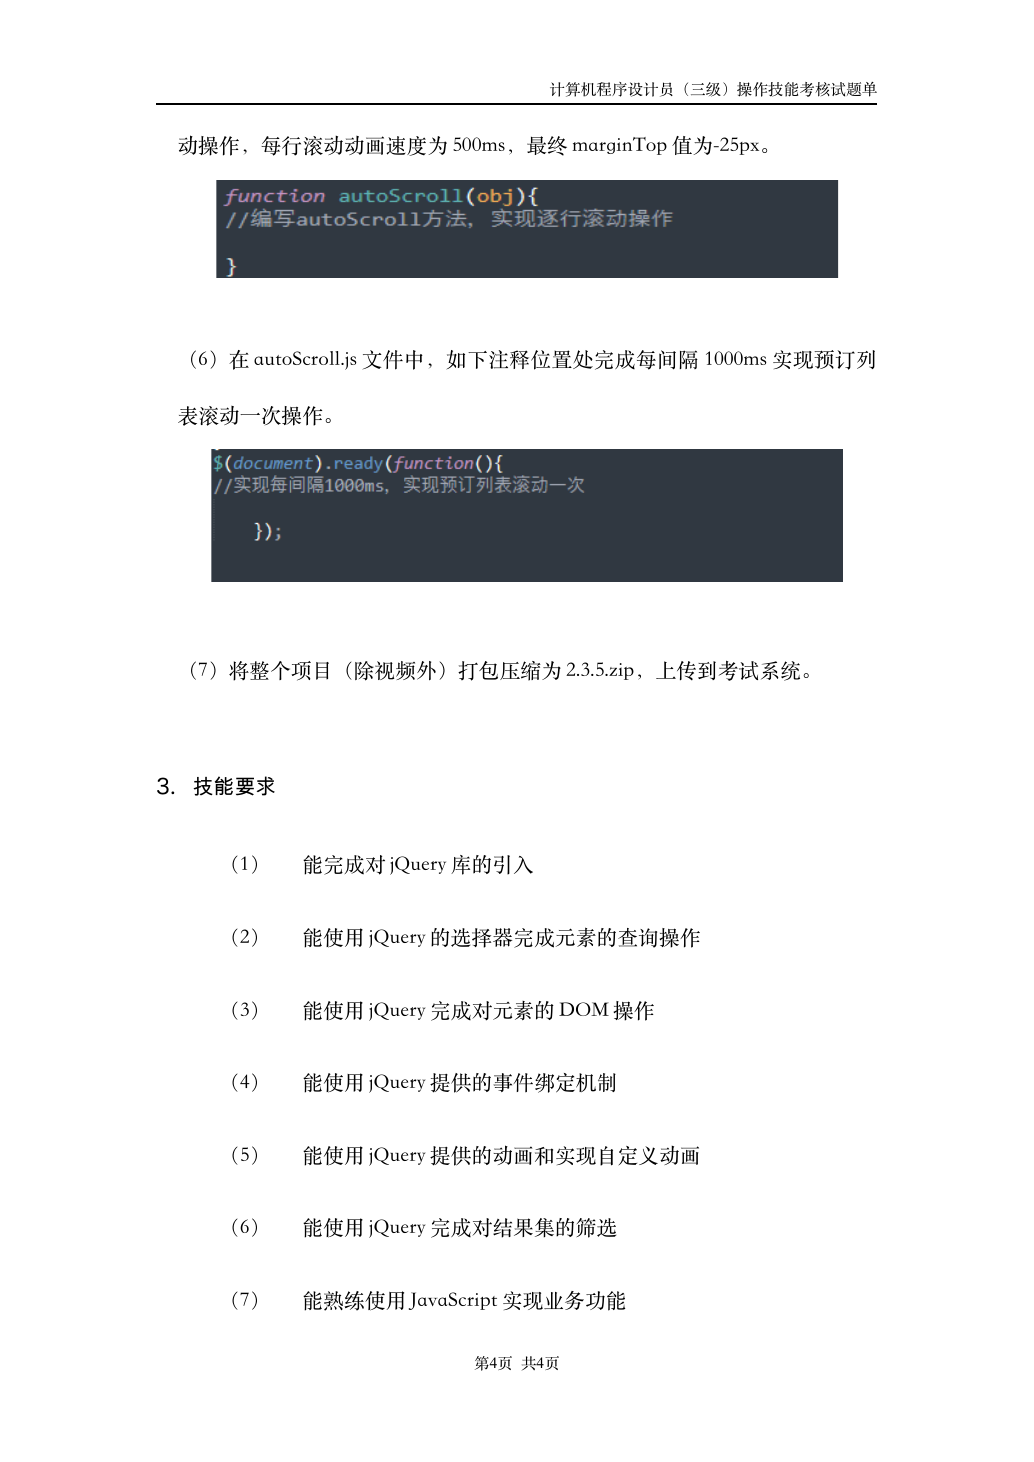 计算机程序设计员（三级）操作技能考核试题单
动操作，每行滚动动画速度为 500ms，最终 marginTop 值为-25px。
function autoScroll(obj){
//编写autoScroll方法，实现逐行滚动操作
}
（6）在 autoScroll.js 文件中，如下注释位置处完成每间隔 1000ms 实现预订列
表滚动一次操作。
$(document).ready(function(){
//实现每间隔1000ms，实现预订列表滚动一次
});
（7）将整个项目（除视频外）打包压缩为 2.3.5.zip，上传到考试系统。
3. 技能要求
（1） 能完成对 jQuery 库的引入
（2） 能使用 jQuery 的选择器完成元素的查询操作
（3） 能使用 jQuery 完成对元素的 DOM 操作
（4） 能使用 jQuery 提供的事件绑定机制
（5） 能使用 jQuery 提供的动画和实现自定义动画
（6） 能使用 jQuery 完成对结果集的筛选
（7） 能熟练使用 JavaScript 实现业务功能
第4页 共4页